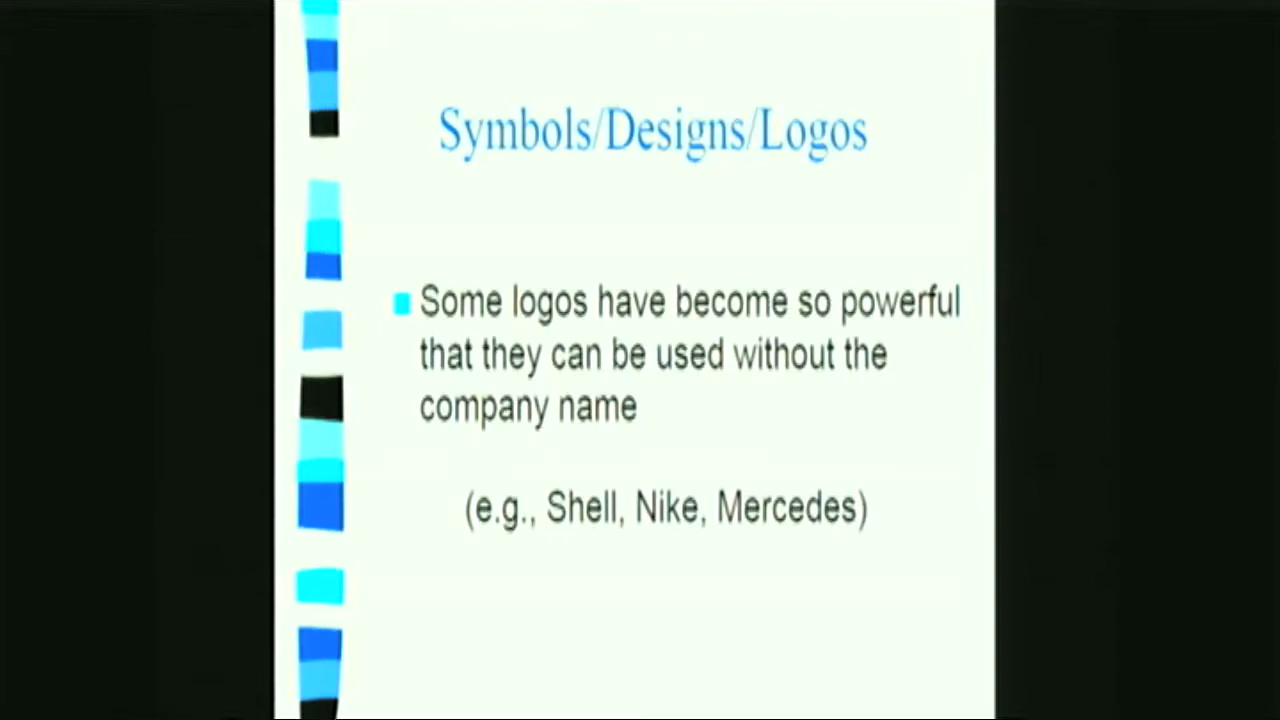 Symbols/Designs/Logos
Some logos have become so powerful
that they can be used without the
company name
(e.g., Shell, Nike, Mercedes)